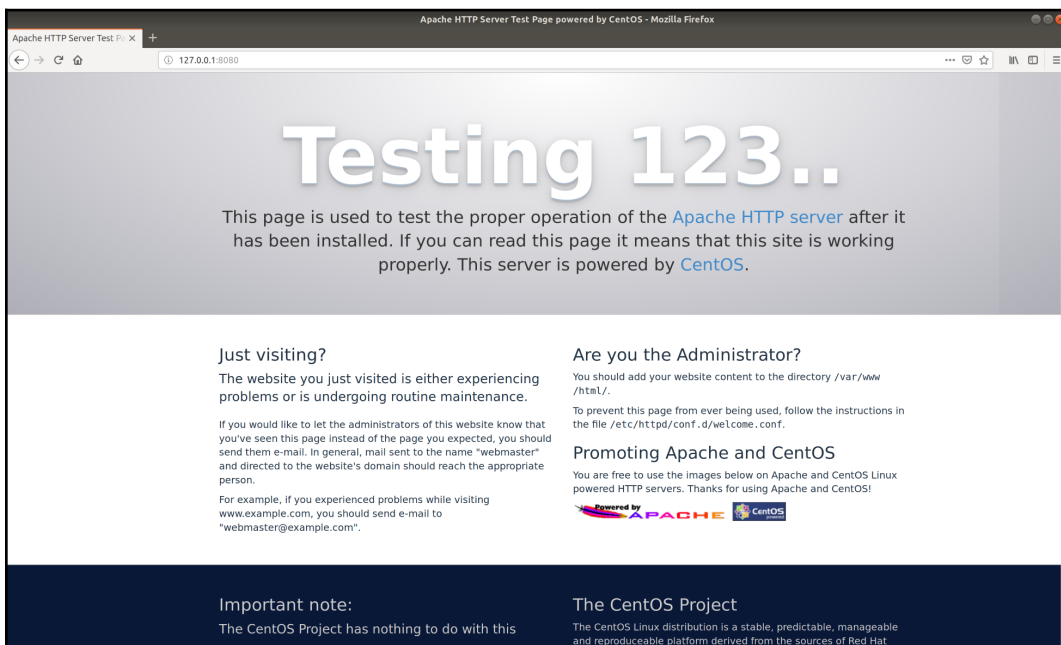 Apache HTTP Server Test Page powered by CentOS - Mozilla Firefox
Apache HTTP Server Test Pa
127.0.0.1:8080
Testing 123..
This page is used to test the proper operation of the Apache HTTP server after it
has been installed. If you can read this page it means that this site is working
properly. This server is powered by CentOS.
Just visiting?
The website you just visited is either experiencing
problems or is undergoing routine maintenance.
If you would like to let the administrators of this website know that
you've seen this page instead of the page you expected, you should
send them e-mail. In general, mail sent to the name "webmaster"
and directed to the website's domain should reach the appropriate
person.
For example, if you experienced problems while visiting
www.example.com, you should send e-mail to
"webmaster@example.com".
Are you the Administrator?
You should add your website content to the directory /var/www
/html/.
To prevent this page from ever being used, follow the instructions in
the file /etc/httpd/conf.d/welcome.conf.
Promoting Apache and CentOS
You are free to use the images below on Apache and CentOS Linux
powered HTTP servers. Thanks for using Apache and CentOS!
Powered by
APACHE
CentOS
powered
Important note:
The CentOS Project has nothing to do with this
The CentOS Project
The CentOS Linux distribution is a stable, predictable, manageable
and reproduceable platform derived from the sources of Red Hat